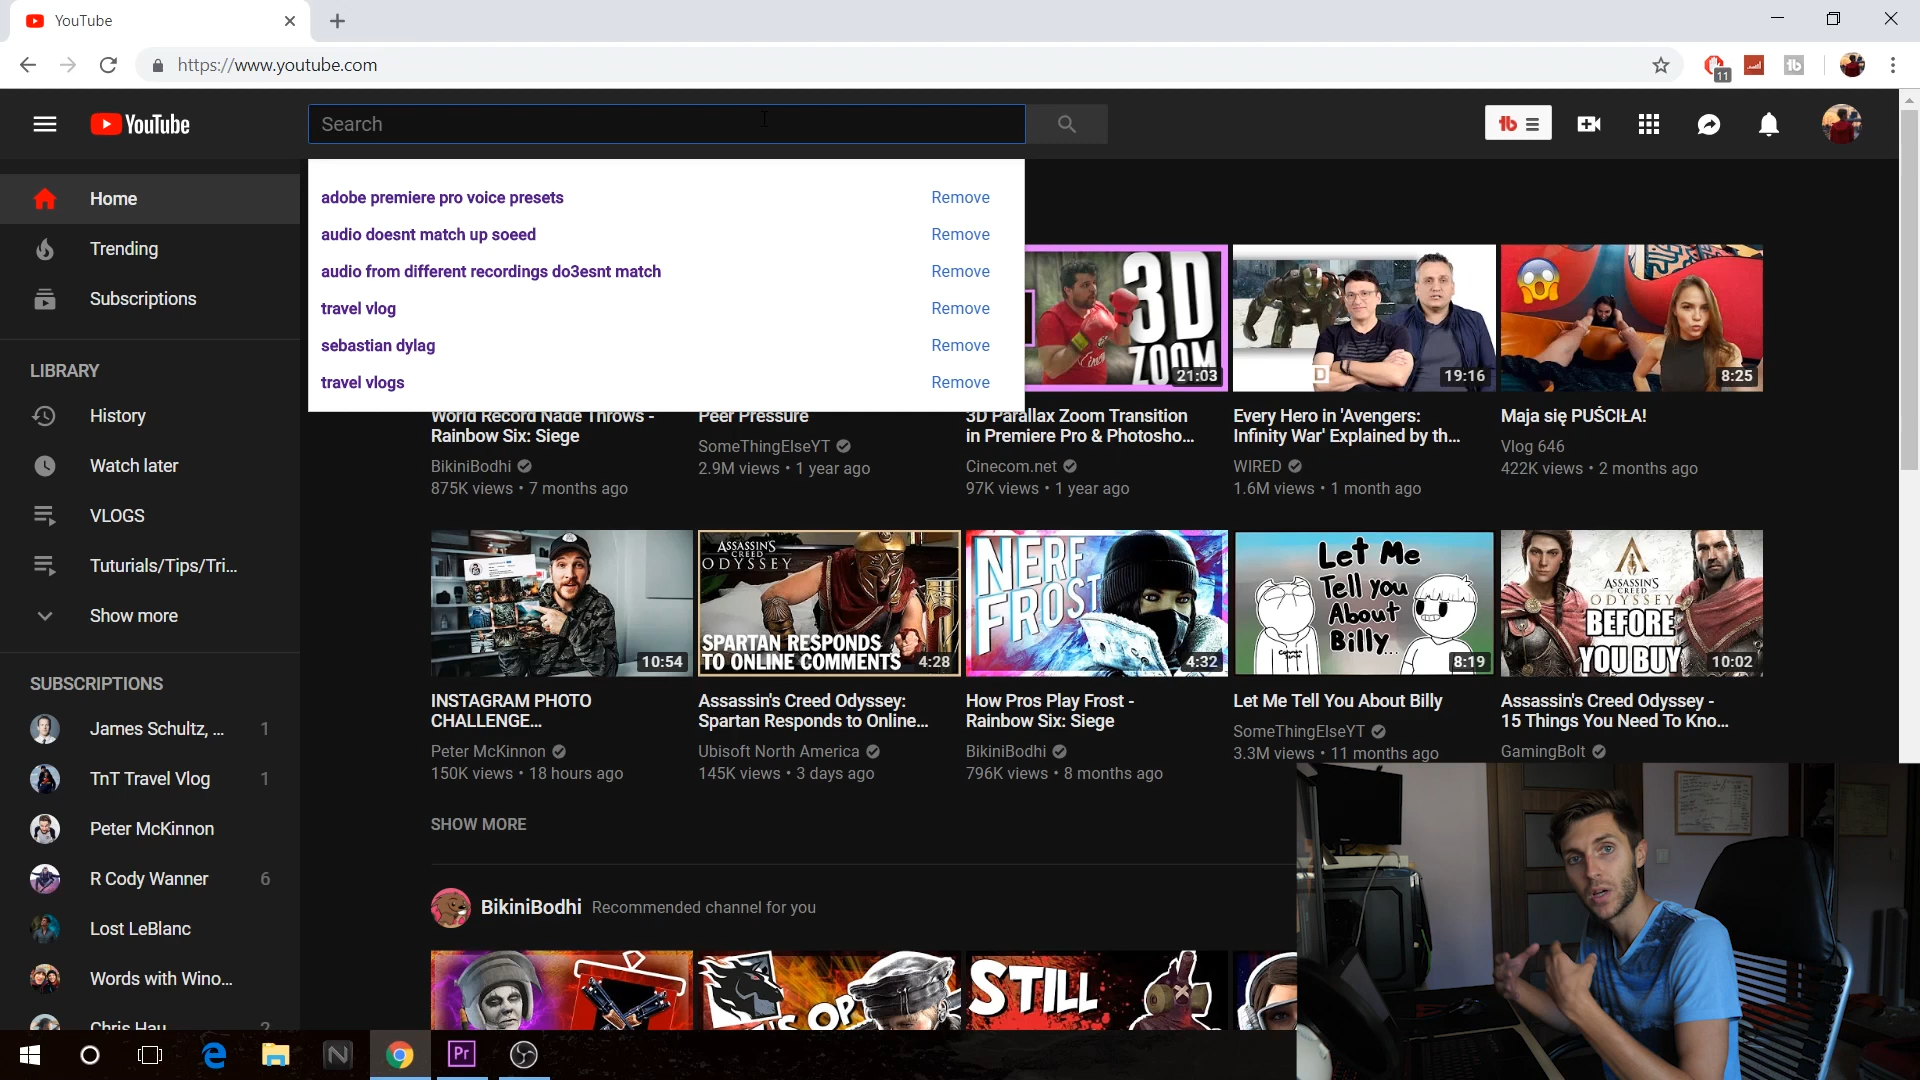 YouTube
https://www.youtube.com
11
YouTube
Search
Home
Trending
Subscriptions
LIBRARY
History
Watch later
VLOGS
Tuturials/Tips/Tri...
Show more
SUBSCRIPTIONS
James Schultz, ... 1
TnT Travel Vlog 1
Peter McKinnon
R Cody Wanner 6
Lost LeBlanc
Words with Wino...
Chris Hau 2
adobe premiere pro voice presets Remove
audio doesnt match up soeed Remove
audio from different recordings do3esnt match Remove
travel vlog Remove
sebastian dylag Remove
travel vlogs Remove
3D
ZOOM
21:03
19:16
8:25
World Record Nade Throws -
Rainbow Six: Siege
BikiniBodhi
875K views • 7 months ago
Peer Pressure
SomeThingElseYT
2.9M views • 1 year ago
3D Parallax Zoom Transition
in Premiere Pro & Photosho...
Cinecom.net
97K views • 1 year ago
Every Hero in 'Avengers:
Infinity War' Explained by th...
WIRED
1.6M views • 1 month ago
Maja się PUŚCIŁA!
Vlog 646
422K views • 2 months ago
10:54
ASSASSIN'S
CREED
ODYSSEY
SPARTAN RESPONDS
TO ONLINE COMMENTS
4:28
NERF
FROST
4:32
Let Me
Tell you
About
Billy...
8:19
ASSASSIN'S
CREED
ODYSSEY
BEFORE
YOU BUY
10:02
INSTAGRAM PHOTO
CHALLENGE...
Peter McKinnon
150K views • 18 hours ago
Assassin's Creed Odyssey:
Spartan Responds to Online...
Ubisoft North America
145K views • 3 days ago
How Pros Play Frost -
Rainbow Six: Siege
BikiniBodhi
796K views • 8 months ago
Let Me Tell You About Billy
SomeThingElseYT
3.3M views • 11 months ago
Assassin's Creed Odyssey -
15 Things You Need To Kno...
GamingBolt
SHOW MORE
BikiniBodhi Recommended channel for you
OP
STILL
Pr